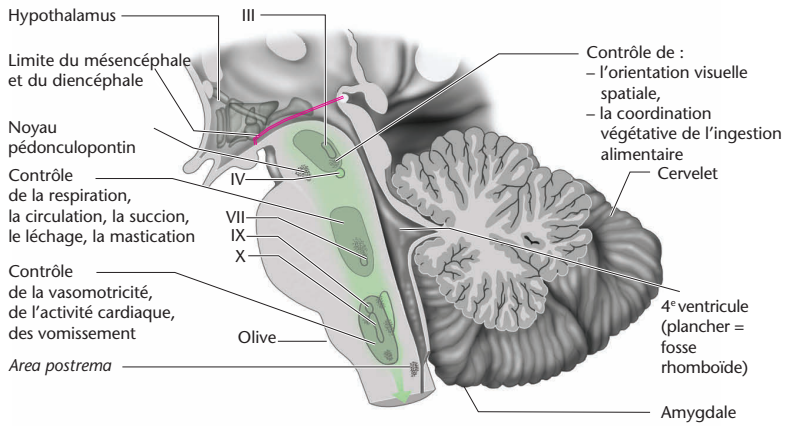 Hypothalamus
III
Limite du mésencéphale
et du diencéphale
Noyau
pédonculopontin
IV
Contrôle
de la respiration,
la circulation, la succion,
le léchage, la mastication
VII
IX
X
Contrôle
de la vasomotricité,
de l’activité cardiaque,
des vomissement
Olive
Area postrema
Contrôle de :
– l’orientation visuelle
spatiale,
– la coordination
végétative de l’ingestion
alimentaire
Cervelet
4e ventricule
(plancher =
fosse
rhomboïde)
Amygdale